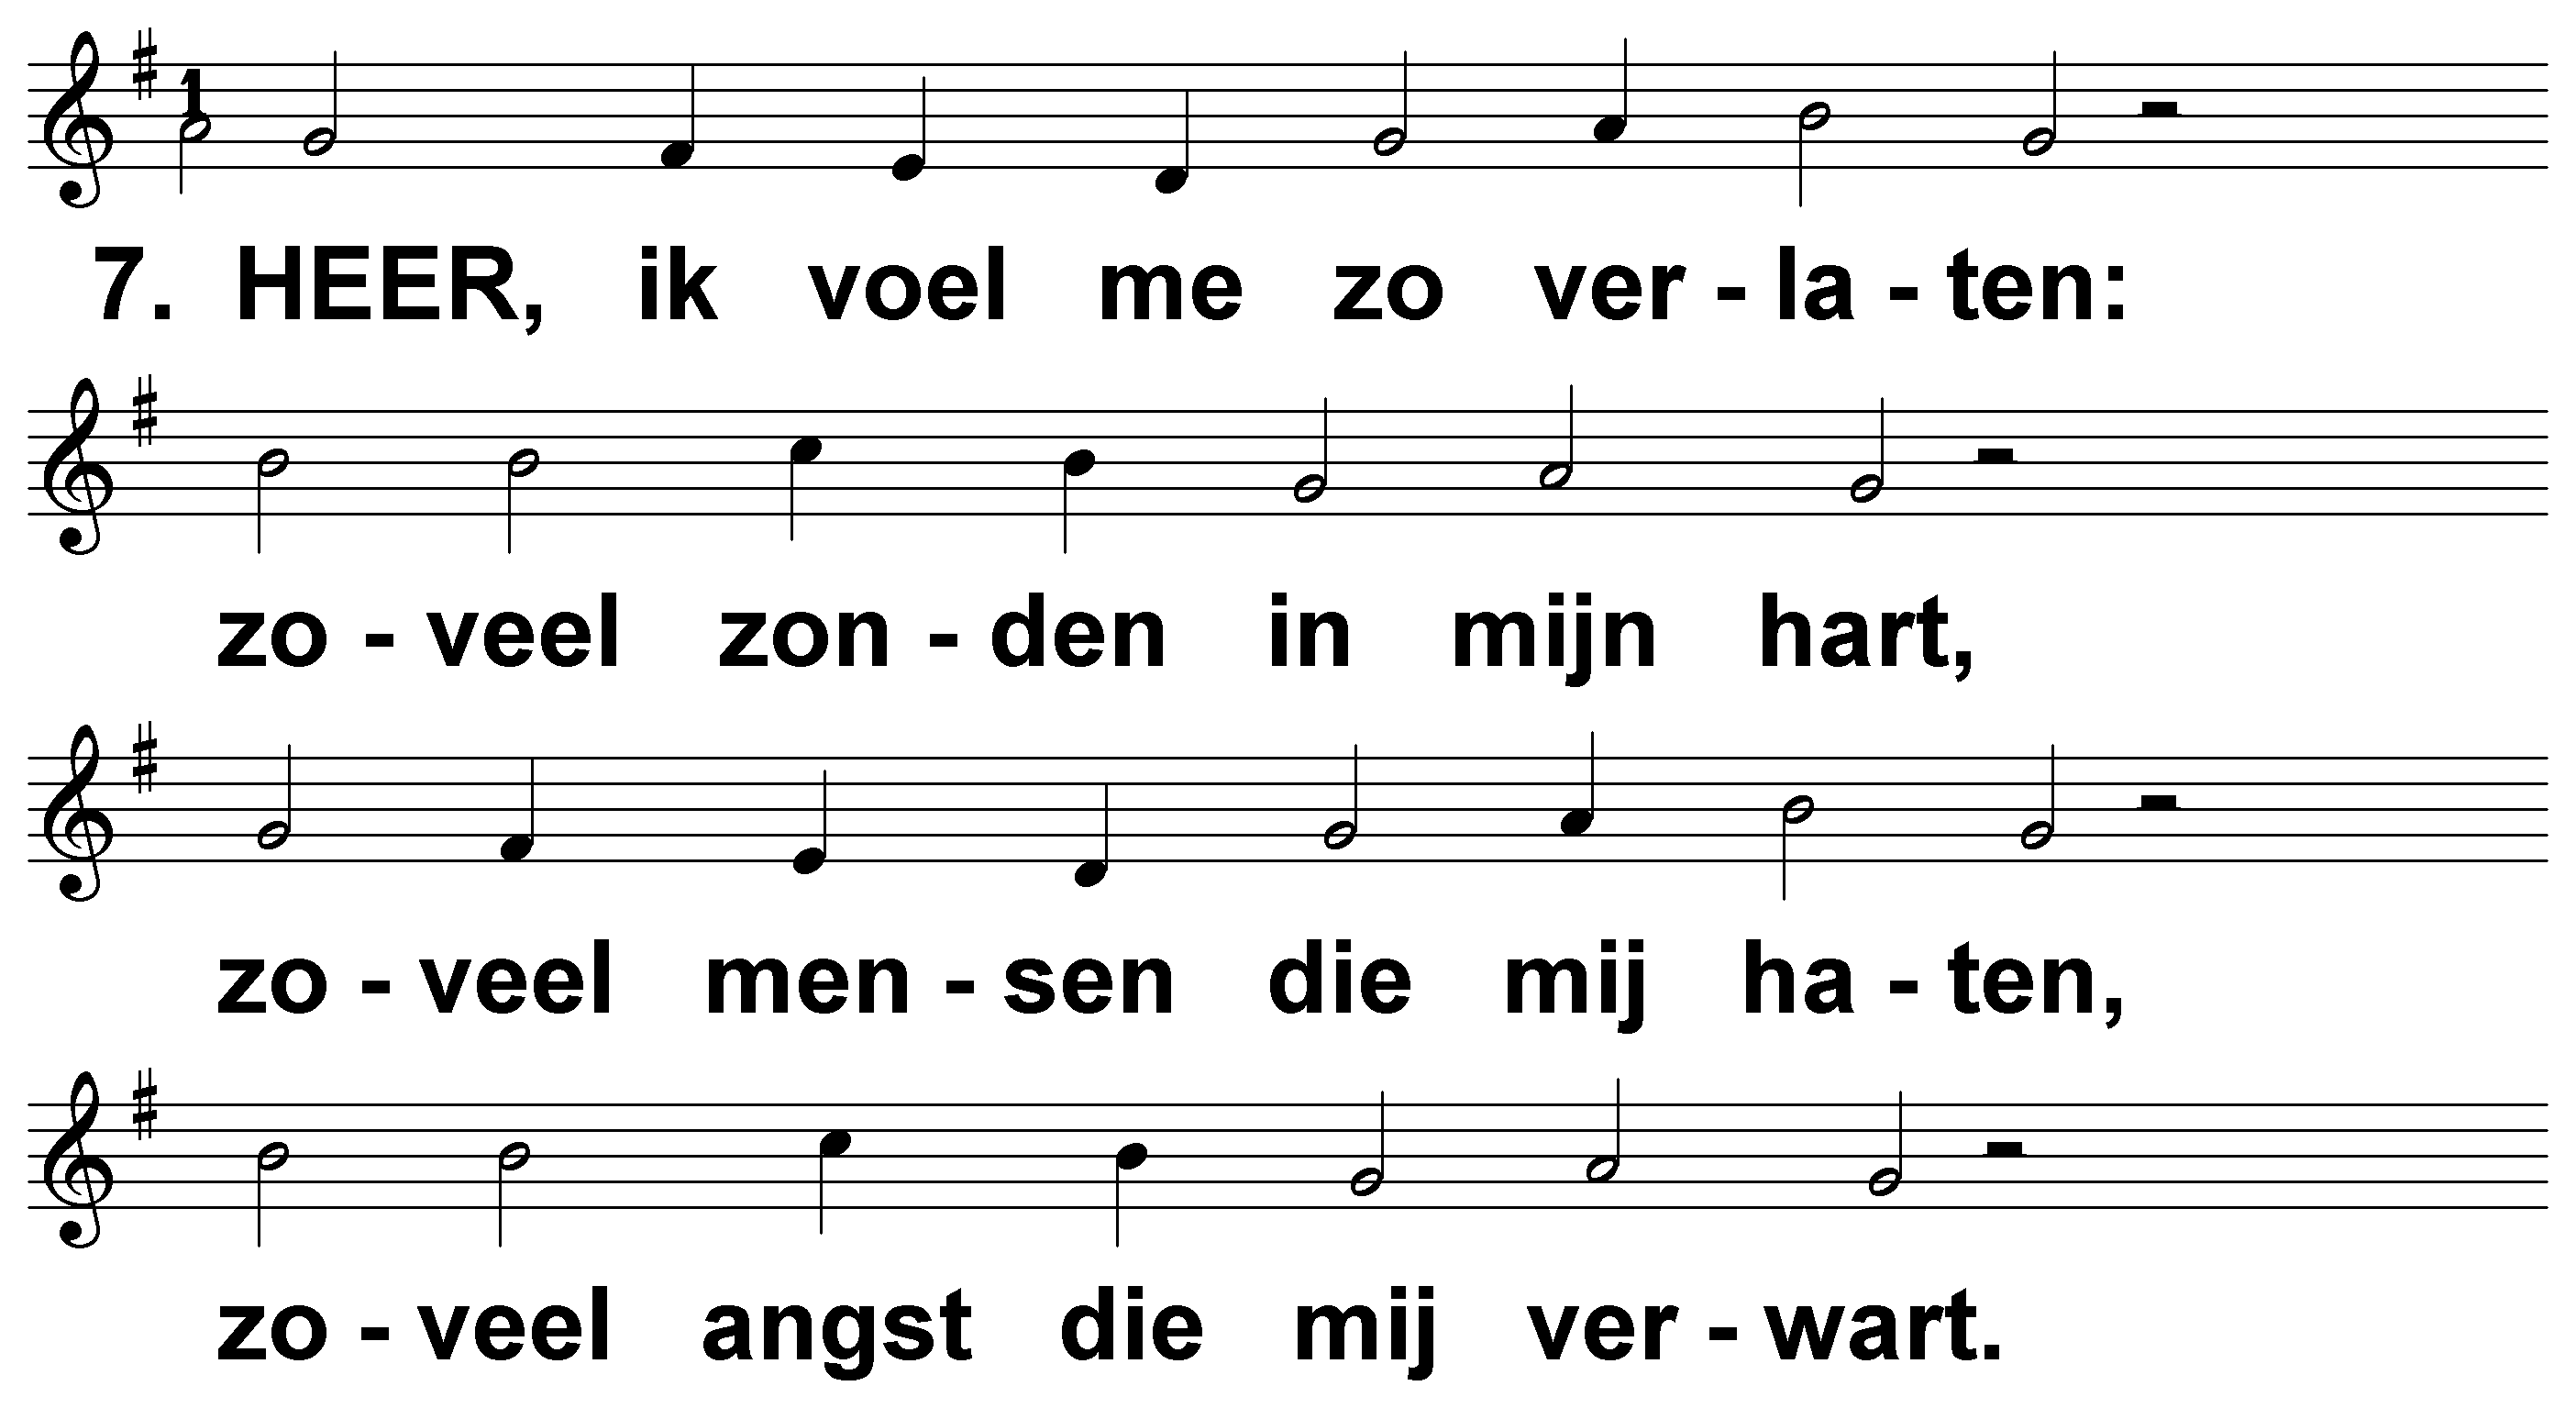 1
7. HEER, ik voel me zo ver - la - ten:
zo - veel zon - den in mijn hart,
zo - veel men - sen die mij ha - ten,
zo - veel angst die mij ver - wart.